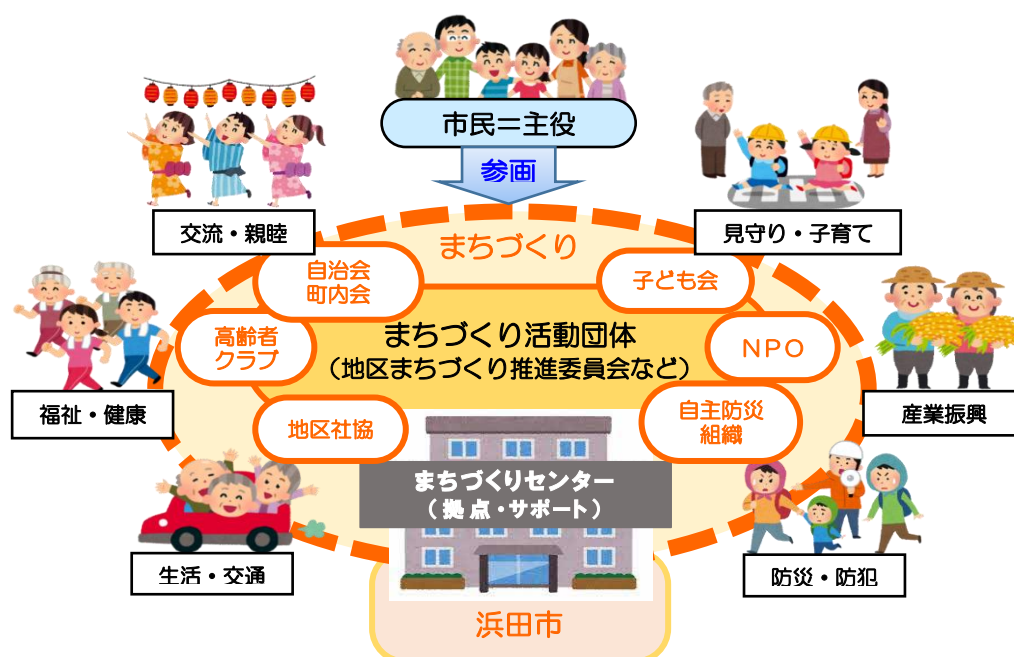 市民＝主役
参画
交流・親睦
見守り・子育て
まちづくり
自治会
町内会
子ども会
高齢者
クラブ
まちづくり活動団体
（地区まちづくり推進委員会など）
ＮＰＯ
福祉・健康
産業振興
地区社協
自主防災
組織
まちづくりセンター
（拠点・サポート）
生活・交通
防災・防犯
浜田市